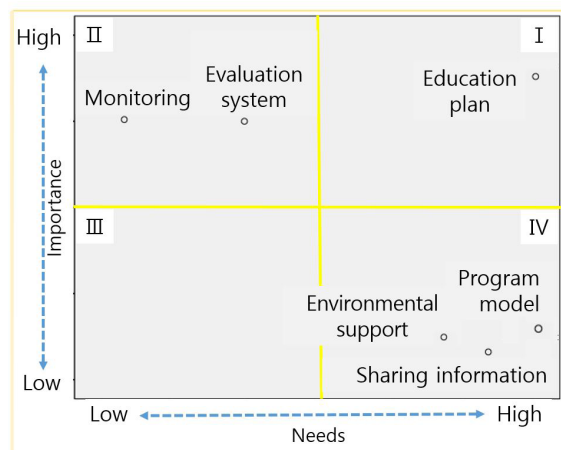 High
Ⅱ
Ⅰ
Evaluation
system
Education
plan
Monitoring
Importance
Ⅲ
Ⅳ
Program
model
Environmental
support
Sharing information
Low
Low
High
Needs